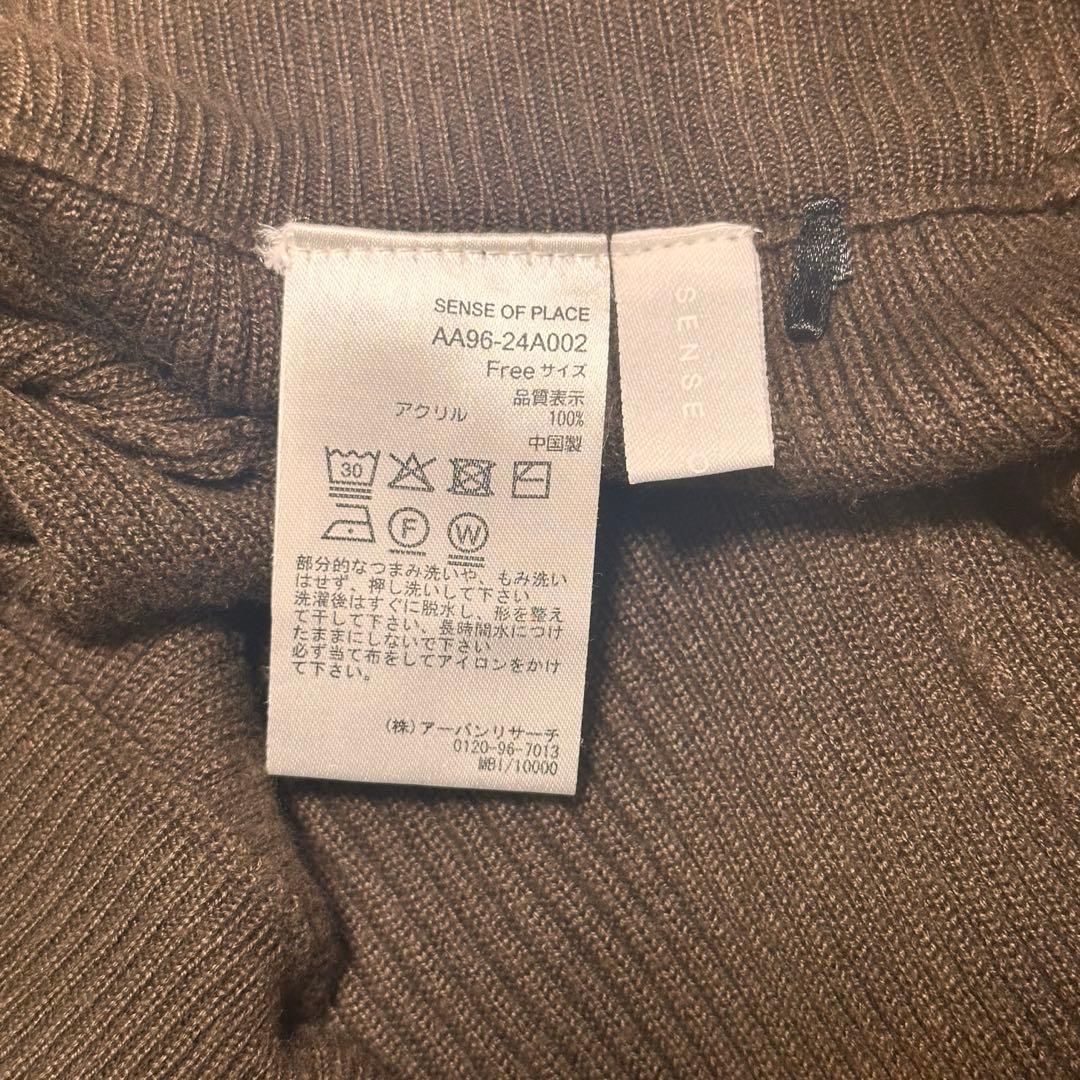 SENSE OF PLACE
AA96-24A002
Free サイズ
品質表示
アクリル 100%
中国製
30
F W
部分的なつまみ洗いや、もみ洗い
はせず、押し洗いして下さい
洗濯後はすぐに脱水し、形を整え
て干して下さい。長時間水につけ
たままにしないで下さい
必ず当て布をしてアイロンをかけ
て下さい。
(株)アーバンリサーチ
0120-96-7013
MBI/10000
SENSE